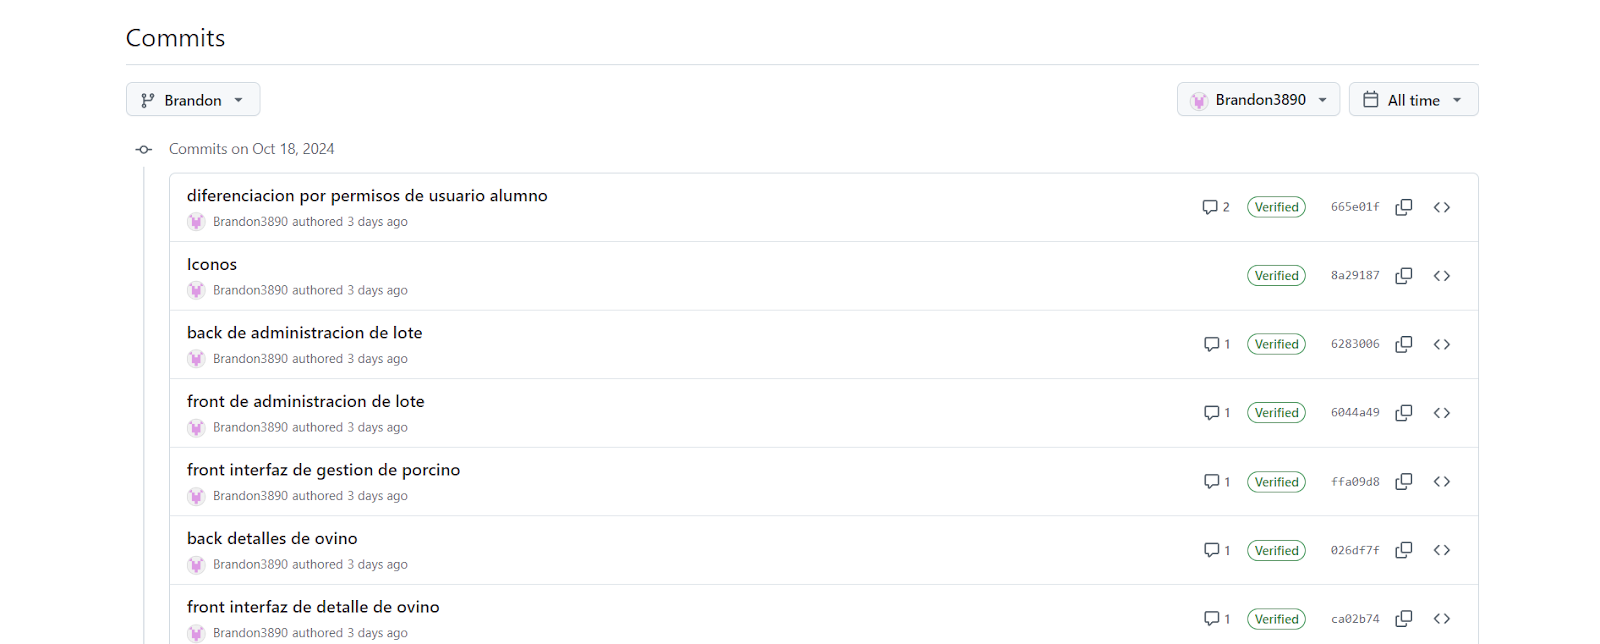 Commits
Brandon
Brandon3890
All time
Commits on Oct 18, 2024
diferenciacion por permisos de usuario alumno
Brandon3890 authored 3 days ago
2
Verified
665e01f
Iconos
Brandon3890 authored 3 days ago
Verified
8a29187
back de administracion de lote
Brandon3890 authored 3 days ago
1
Verified
6283006
front de administracion de lote
Brandon3890 authored 3 days ago
1
Verified
6044a49
front interfaz de gestion de porcino
Brandon3890 authored 3 days ago
1
Verified
ffa09d8
back detalles de ovino
Brandon3890 authored 3 days ago
1
Verified
026df7f
front interfaz de detalle de ovino
Brandon3890 authored 3 days ago
1
Verified
ca02b74